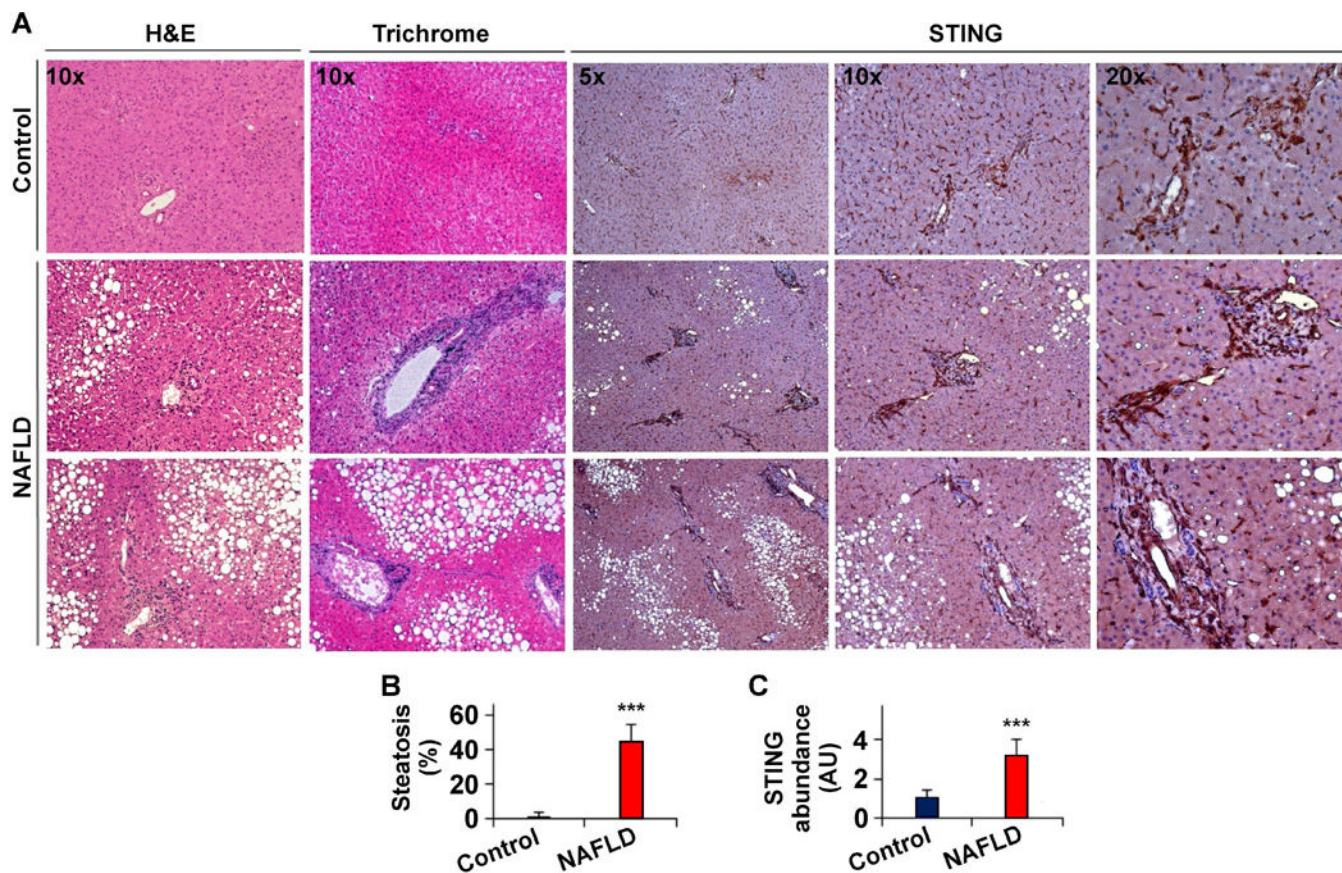 A
H&E
Trichrome
STING
Control
10x
10x
5x
10x
20x
NAFLD
B
Steatosis
(%)
60
40
20
0
***
Control
NAFLD
C
STING
abundance
(AU)
4
2
0
***
Control
NAFLD